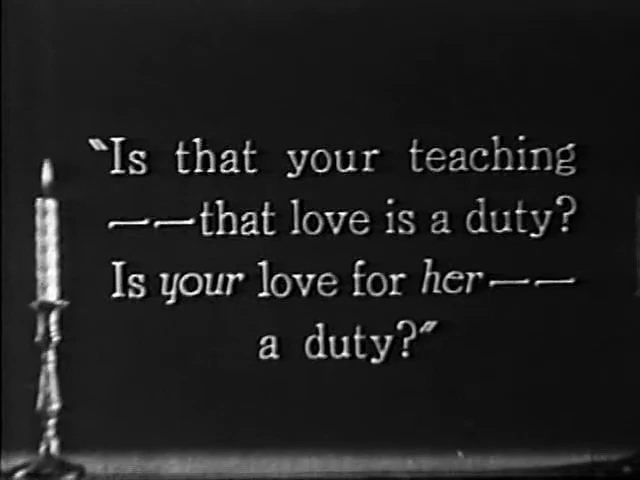 "Is that your teaching
——that love is a duty?
Is your love for her——
a duty?"